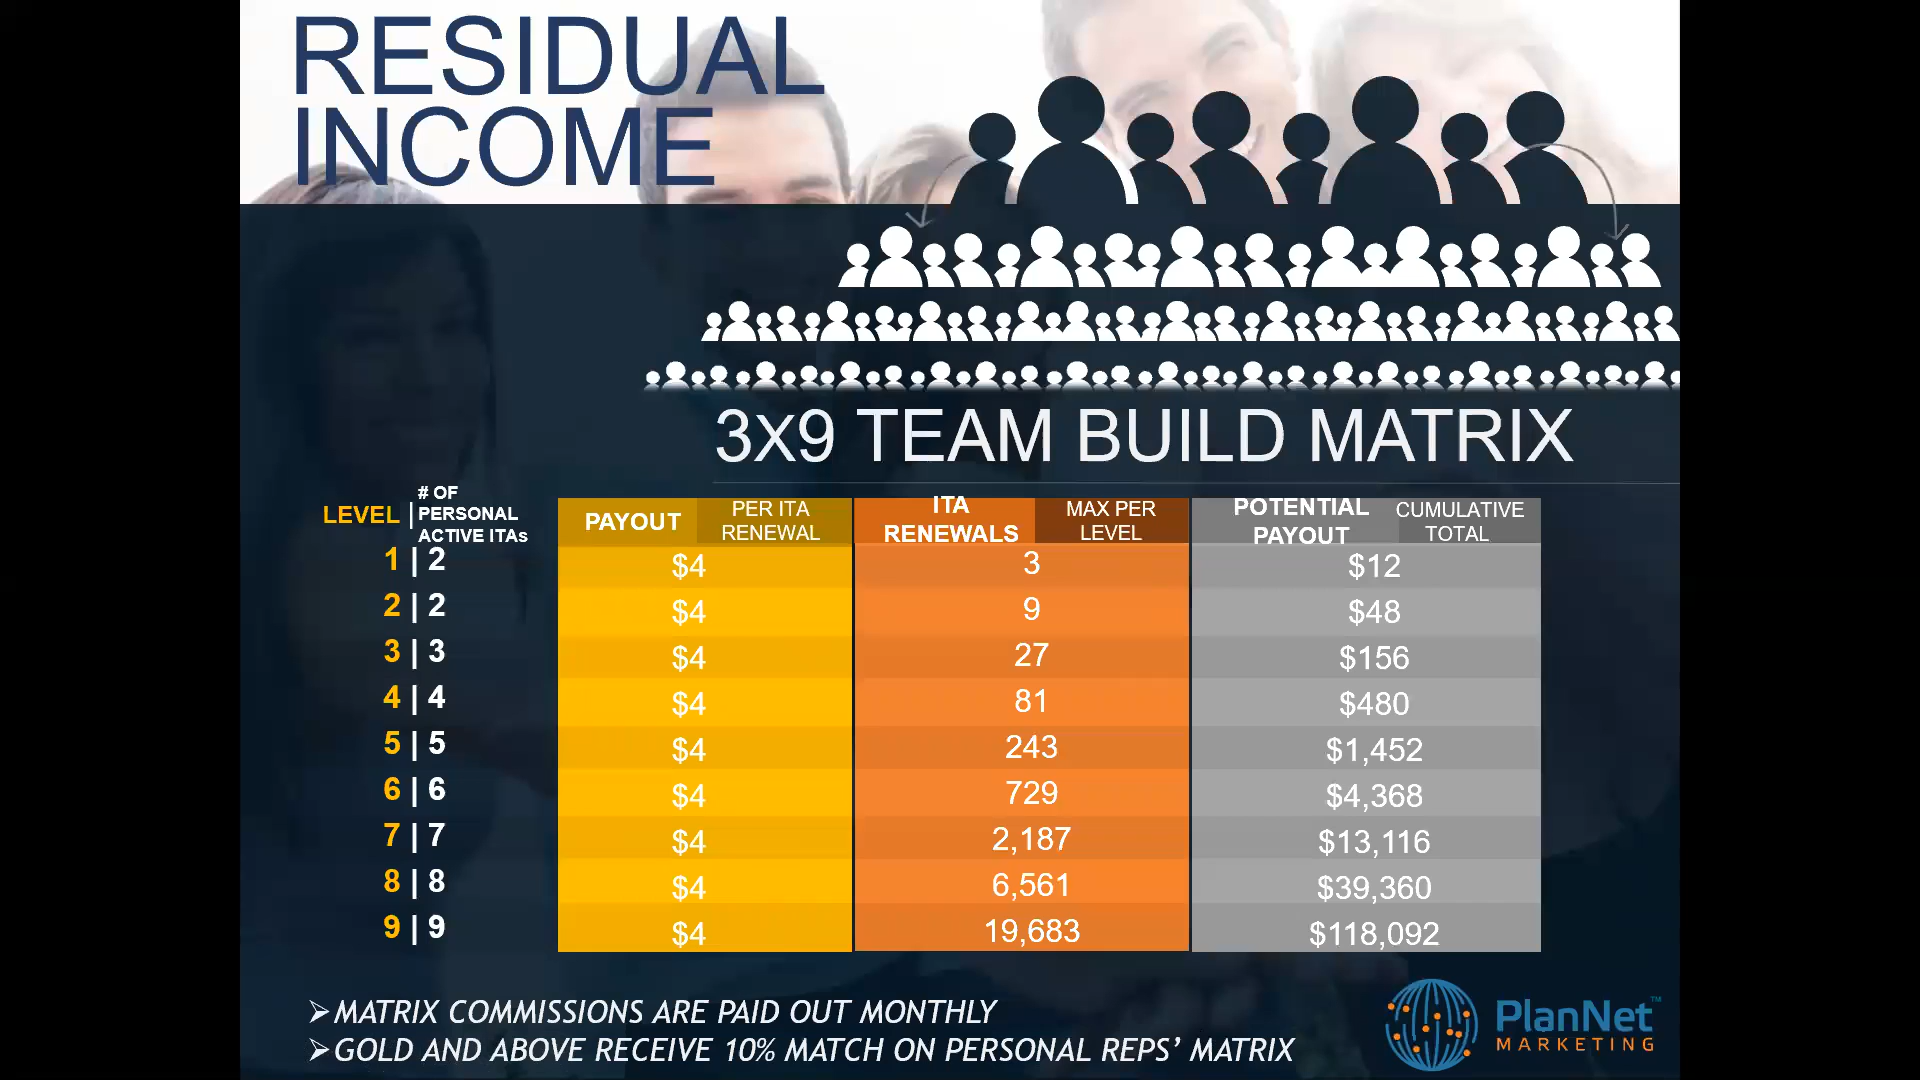 RESIDUAL
INCOME
3X9 TEAM BUILD MATRIX
LEVEL | # OF PERSONAL ACTIVE ITAs
PAYOUT PER ITA RENEWAL
ITA RENEWALS MAX PER LEVEL
POTENTIAL PAYOUT CUMULATIVE TOTAL
1 | 2 $4 3 $12
2 | 2 $4 9 $48
3 | 3 $4 27 $156
4 | 4 $4 81 $480
5 | 5 $4 243 $1,452
6 | 6 $4 729 $4,368
7 | 7 $4 2,187 $13,116
8 | 8 $4 6,561 $39,360
9 | 9 $4 19,683 $118,092
➢MATRIX COMMISSIONS ARE PAID OUT MONTHLY
➢GOLD AND ABOVE RECEIVE 10% MATCH ON PERSONAL REPS’ MATRIX
PlanNet™
MARKETING